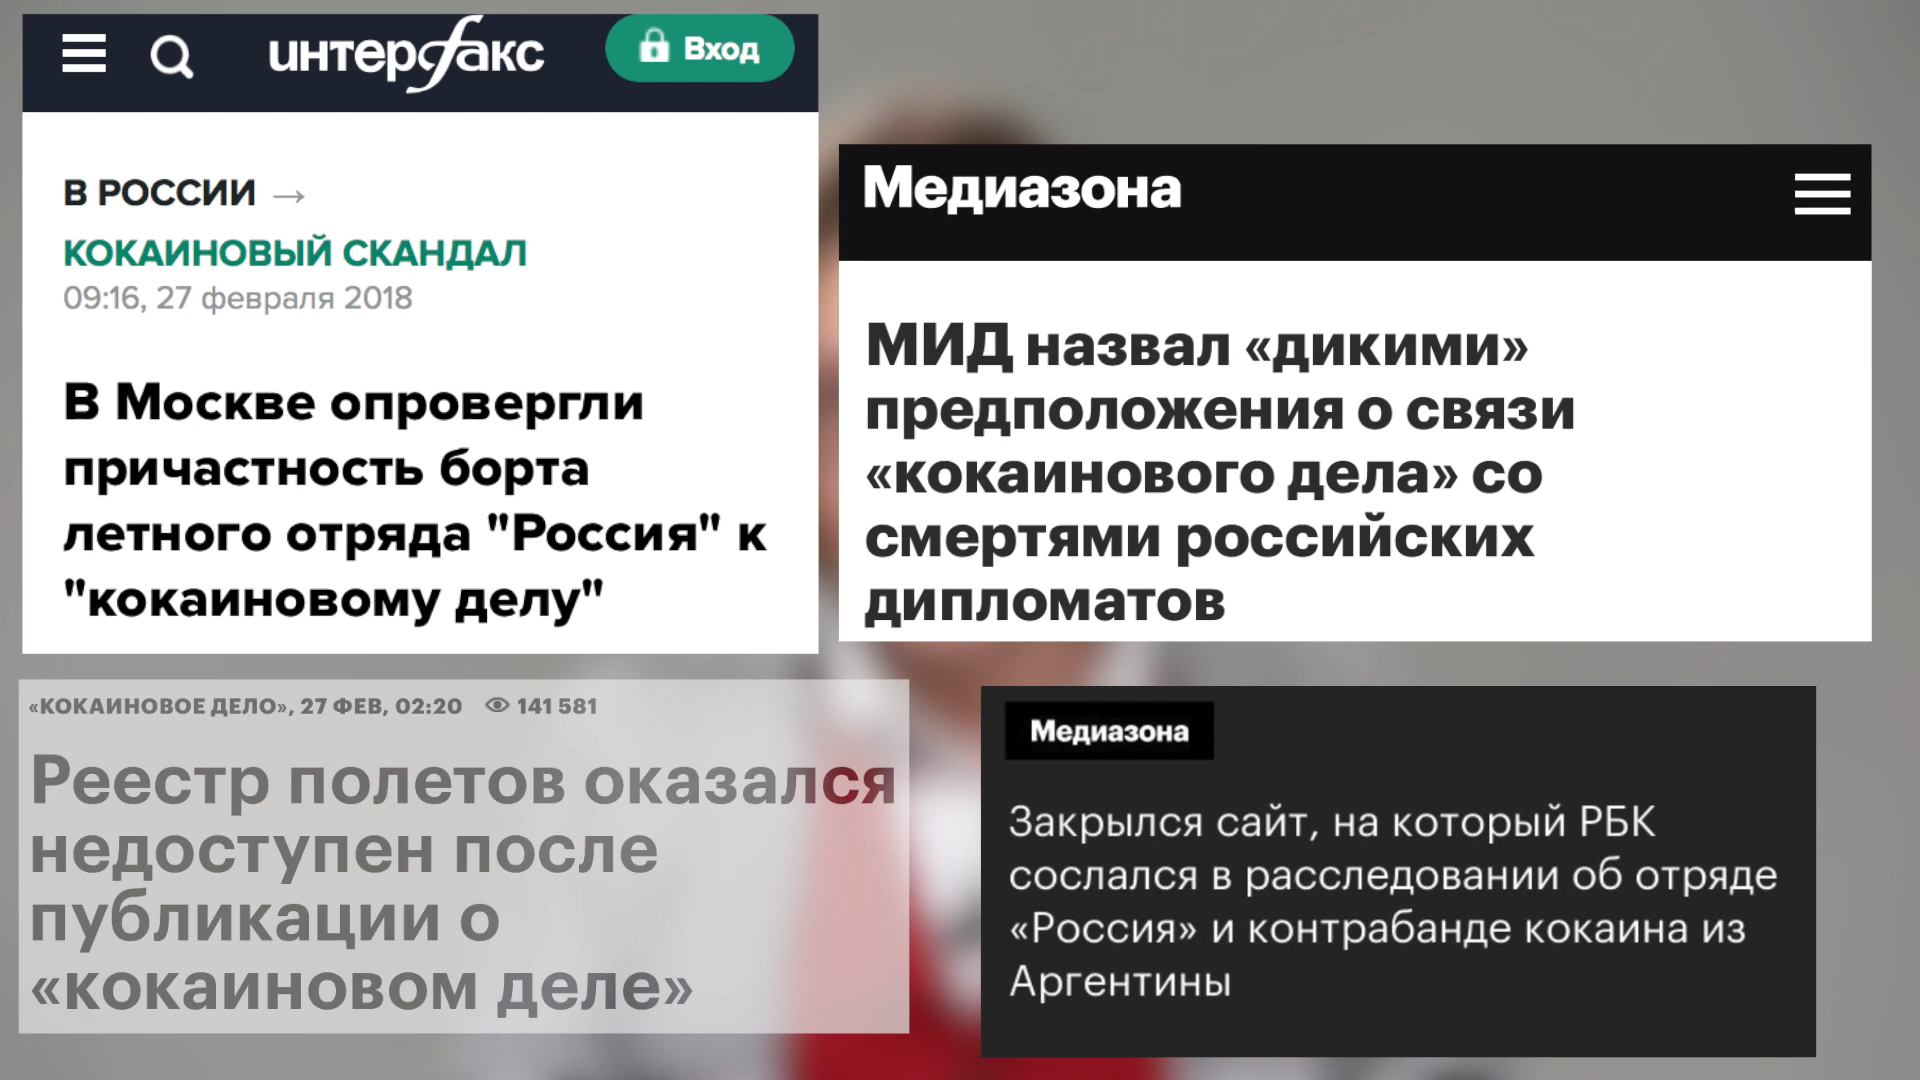 интерфакс
Вход
В РОССИИ →
КОКАИНОВЫЙ СКАНДАЛ
09:16, 27 февраля 2018
В Москве опровергли
причастность борта
летного отряда "Россия" к
"кокаиновому делу"
Медиазона
МИД назвал «дикими»
предположения о связи
«кокаинового дела» со
смертями российских
дипломатов
«КОКАИНОВОЕ ДЕЛО», 27 ФЕВ, 02:20 141 581
Реестр полетов оказался
недоступен после
публикации о
«кокаиновом деле»
Медиазона
Закрылся сайт, на который РБК
сослался в расследовании об отряде
«Россия» и контрабанде кокаина из
Аргентины